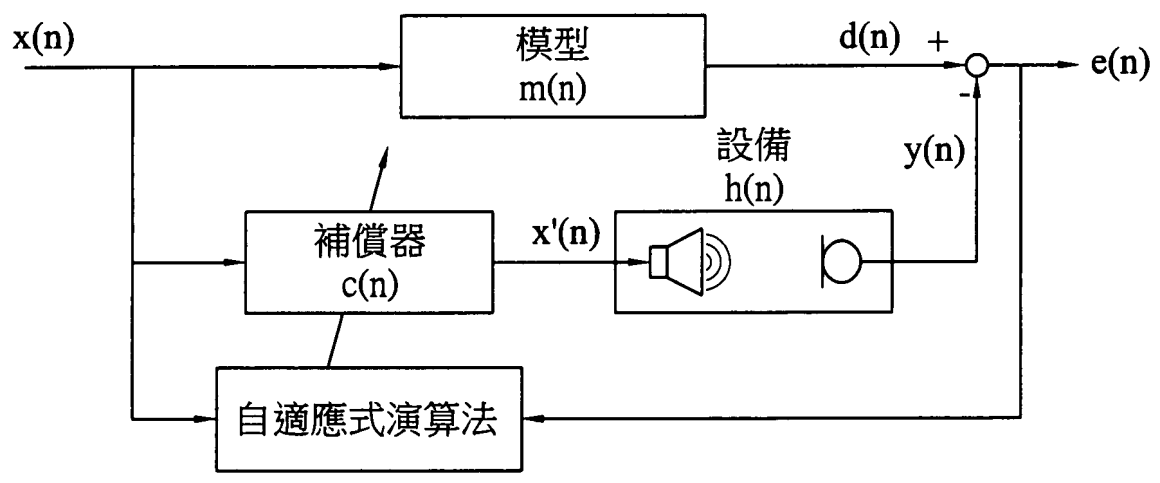 x(n)
模型
m(n)
d(n)
+
e(n)
-
設備
h(n)
y(n)
補償器
c(n)
x'(n)
自適應式演算法